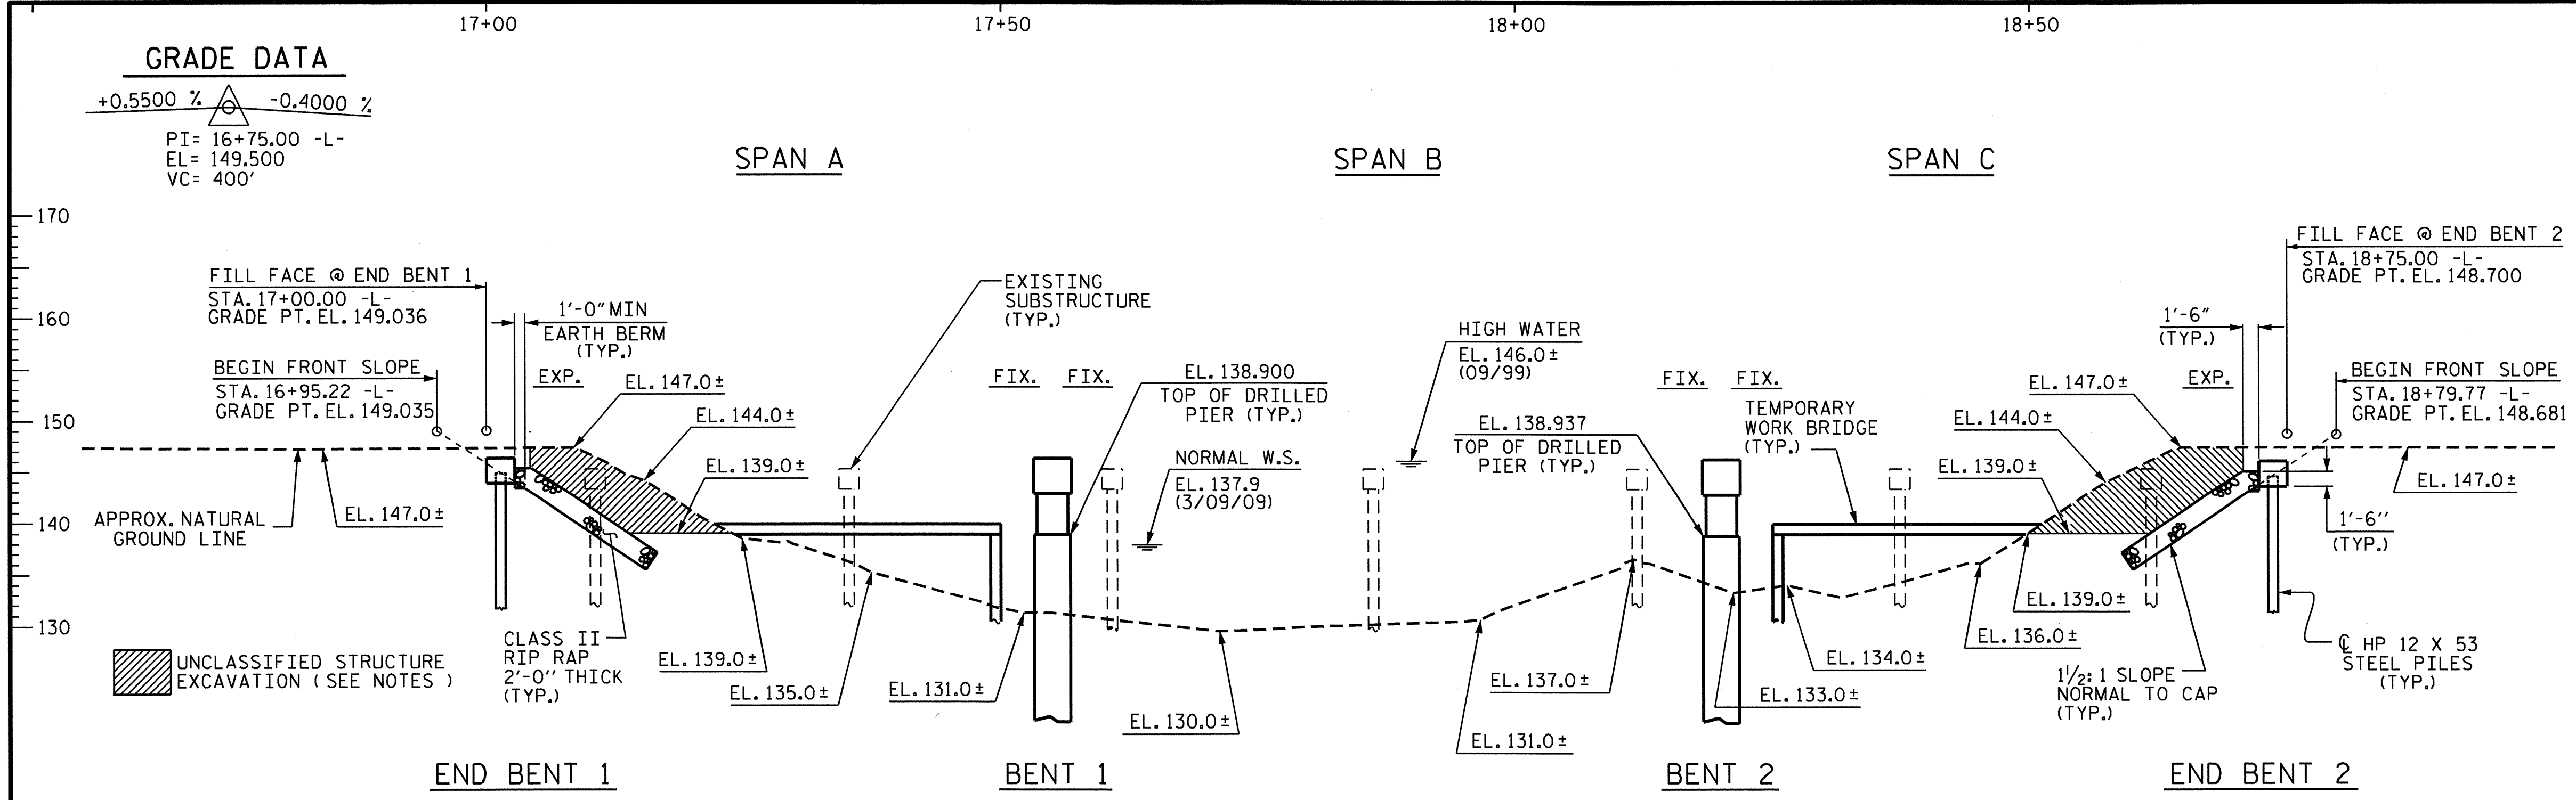 17+00
17+50
18+00
18+50
GRADE DATA
+0.5500 %
-0.4000 %
PI= 16+75.00 -L-
EL= 149.500
VC= 400'
SPAN A
SPAN B
SPAN C
170
160
150
140
130
FILL FACE @ END BENT 1
STA. 17+00.00 -L-
GRADE PT. EL. 149.036
1'-0" MIN
EARTH BERM
(TYP.)
BEGIN FRONT SLOPE
STA. 16+95.22 -L-
GRADE PT. EL. 149.035
EXP.
EL. 147.0±
EL. 144.0±
EL. 139.0±
EXISTING
SUBSTRUCTURE
(TYP.)
FIX.
FIX.
EL. 138.900
TOP OF DRILLED
PIER (TYP.)
NORMAL W.S.
EL. 137.9
(3/09/09)
HIGH WATER
EL. 146.0±
(09/99)
EL. 138.937
TOP OF DRILLED
PIER (TYP.)
FIX.
FIX.
TEMPORARY
WORK BRIDGE
(TYP.)
EL. 147.0±
EL. 144.0±
EL. 139.0±
EXP.
1'-6"
(TYP.)
FILL FACE @ END BENT 2
STA. 18+75.00 -L-
GRADE PT. EL. 148.700
BEGIN FRONT SLOPE
STA. 18+79.77 -L-
GRADE PT. EL. 148.681
EL. 147.0±
1'-6"
(TYP.)
APPROX. NATURAL
GROUND LINE
EL. 147.0±
UNCLASSIFIED STRUCTURE
EXCAVATION ( SEE NOTES )
CLASS II
RIP RAP
2'-0" THICK
(TYP.)
EL. 139.0±
EL. 135.0±
EL. 131.0±
EL. 130.0±
EL. 131.0±
EL. 137.0±
EL. 133.0±
EL. 134.0±
EL. 136.0±
EL. 139.0±
1 1/2:1 SLOPE
NORMAL TO CAP
(TYP.)
℄ HP 12 X 53
STEEL PILES
(TYP.)
END BENT 1
BENT 1
BENT 2
END BENT 2